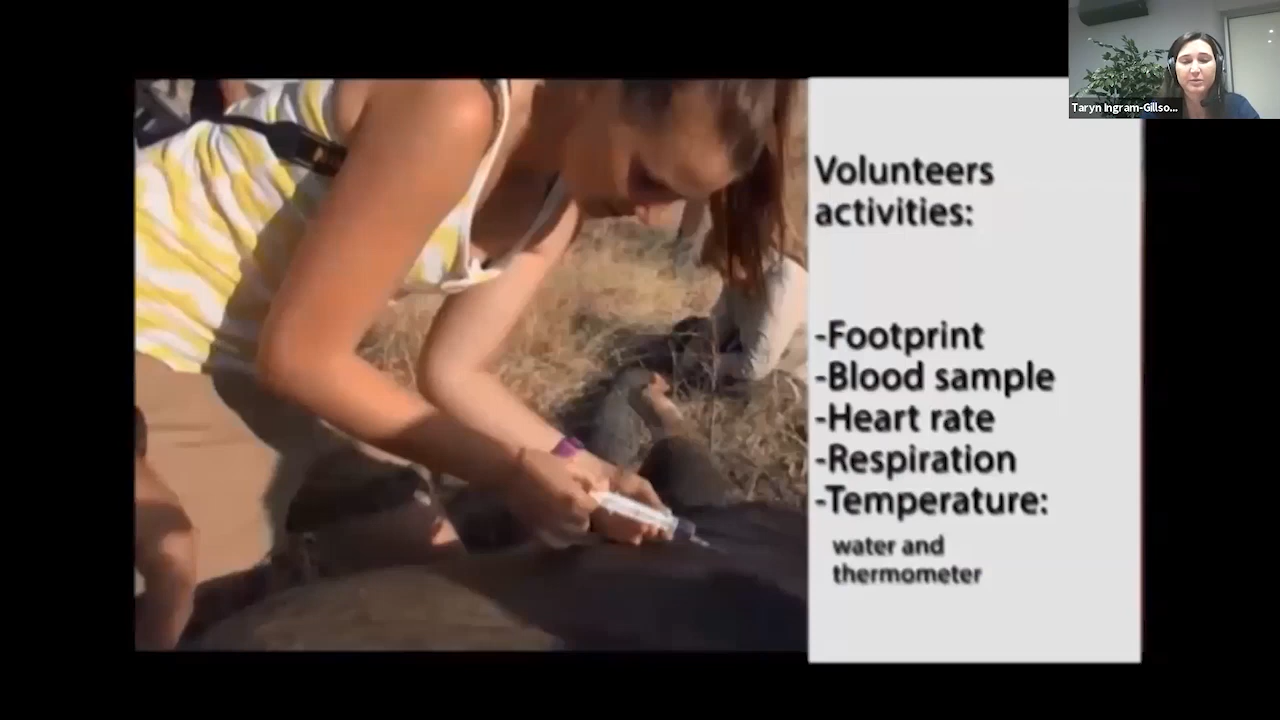 Taryn Ingram-Gillso...
Volunteers
activities:
-Footprint
-Blood sample
-Heart rate
-Respiration
-Temperature:
water and
thermometer